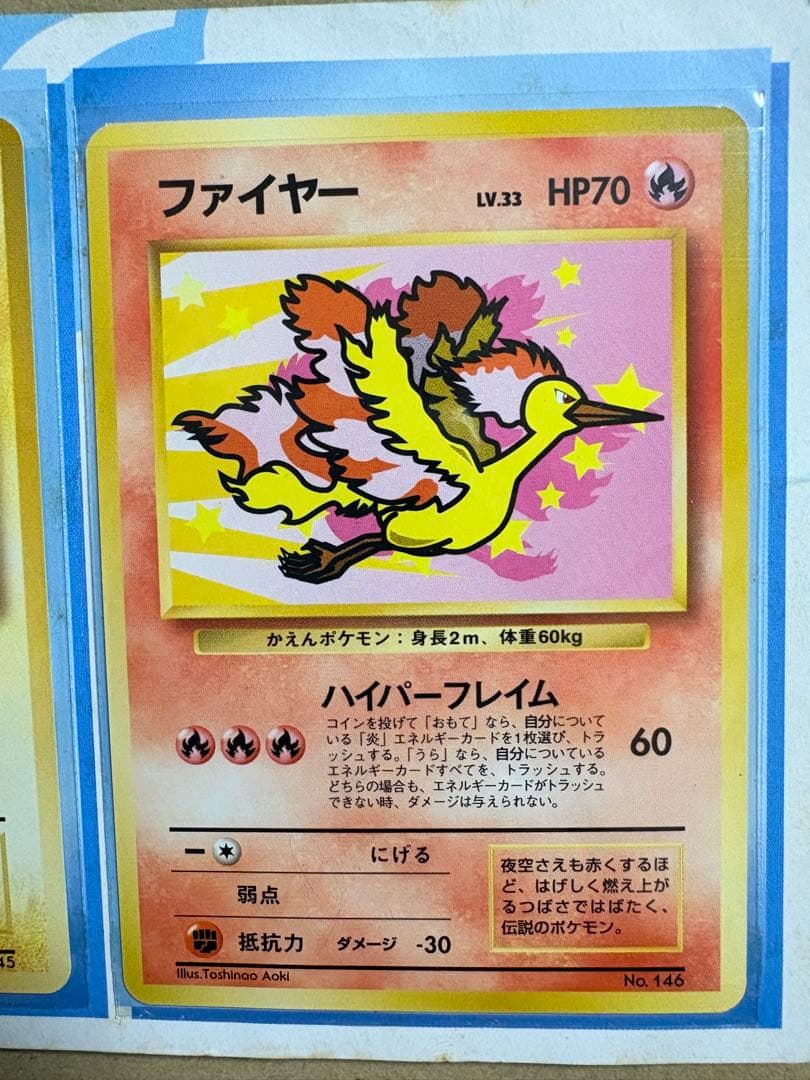 ファイヤー LV.33 HP70
かえんポケモン：身長2m、体重60kg
ハイパーフレイム
コインを投げて「おもて」なら、自分について
いる「炎」エネルギーカードを1枚選び、トラ
ッシュする。「うら」なら、自分についている
エネルギーカードすべてを、トラッシュする。
どちらの場合も、エネルギーカードがトラッシュ
できない時、ダメージは与えられない。
60
にげる
弱点
抵抗力 ダメージ -30
夜空さえも赤くするほ
ど、はげしく燃え上が
るつばさではばたく、
伝説のポケモン。
Illus.Toshinao Aoki
No. 146
45